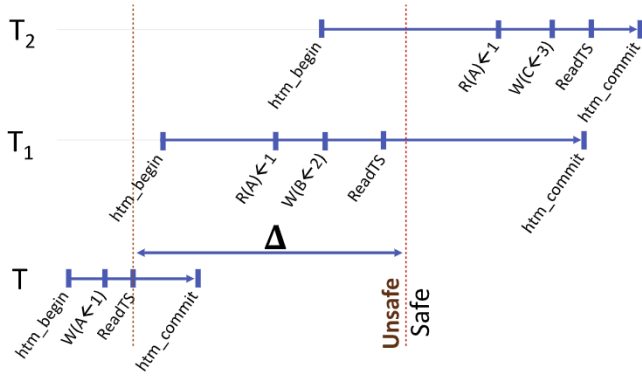 T₂
htm_begin
R(A)←1
W(C←3)
ReadTS
htm_commit
T₁
htm_begin
R(A)←1
W(B←2)
ReadTS
htm_commit
Δ
T
htm_begin
W(A←1)
ReadTS
htm_commit
Unsafe
Safe